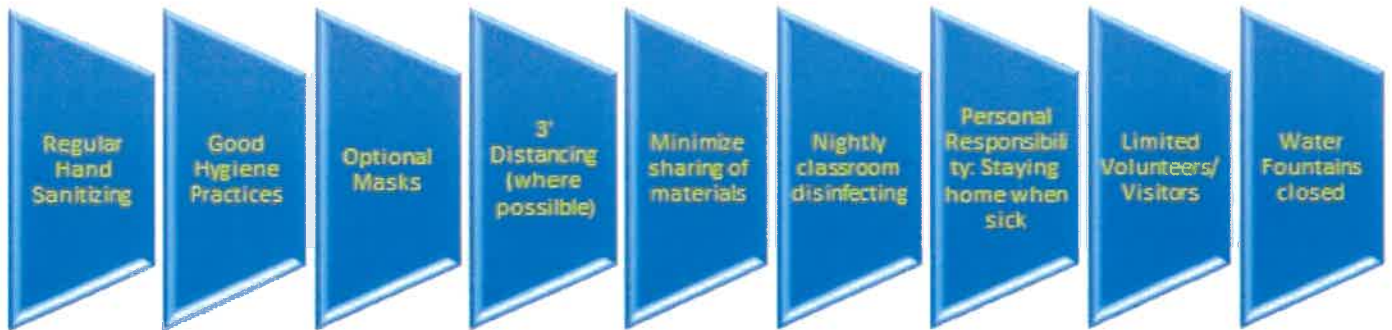 Regular
Hand
Sanitizing
Good
Hygiene
Practices
Optional
Masks
3'
Distancing
(where
possilble)
Minimize
sharing of
materials
Nightly
classroom
disinfecting
Personal
Responsibili
ty: Staying
home when
sick
Limited
Volunteers/
Visitors
Water
Fountains
closed